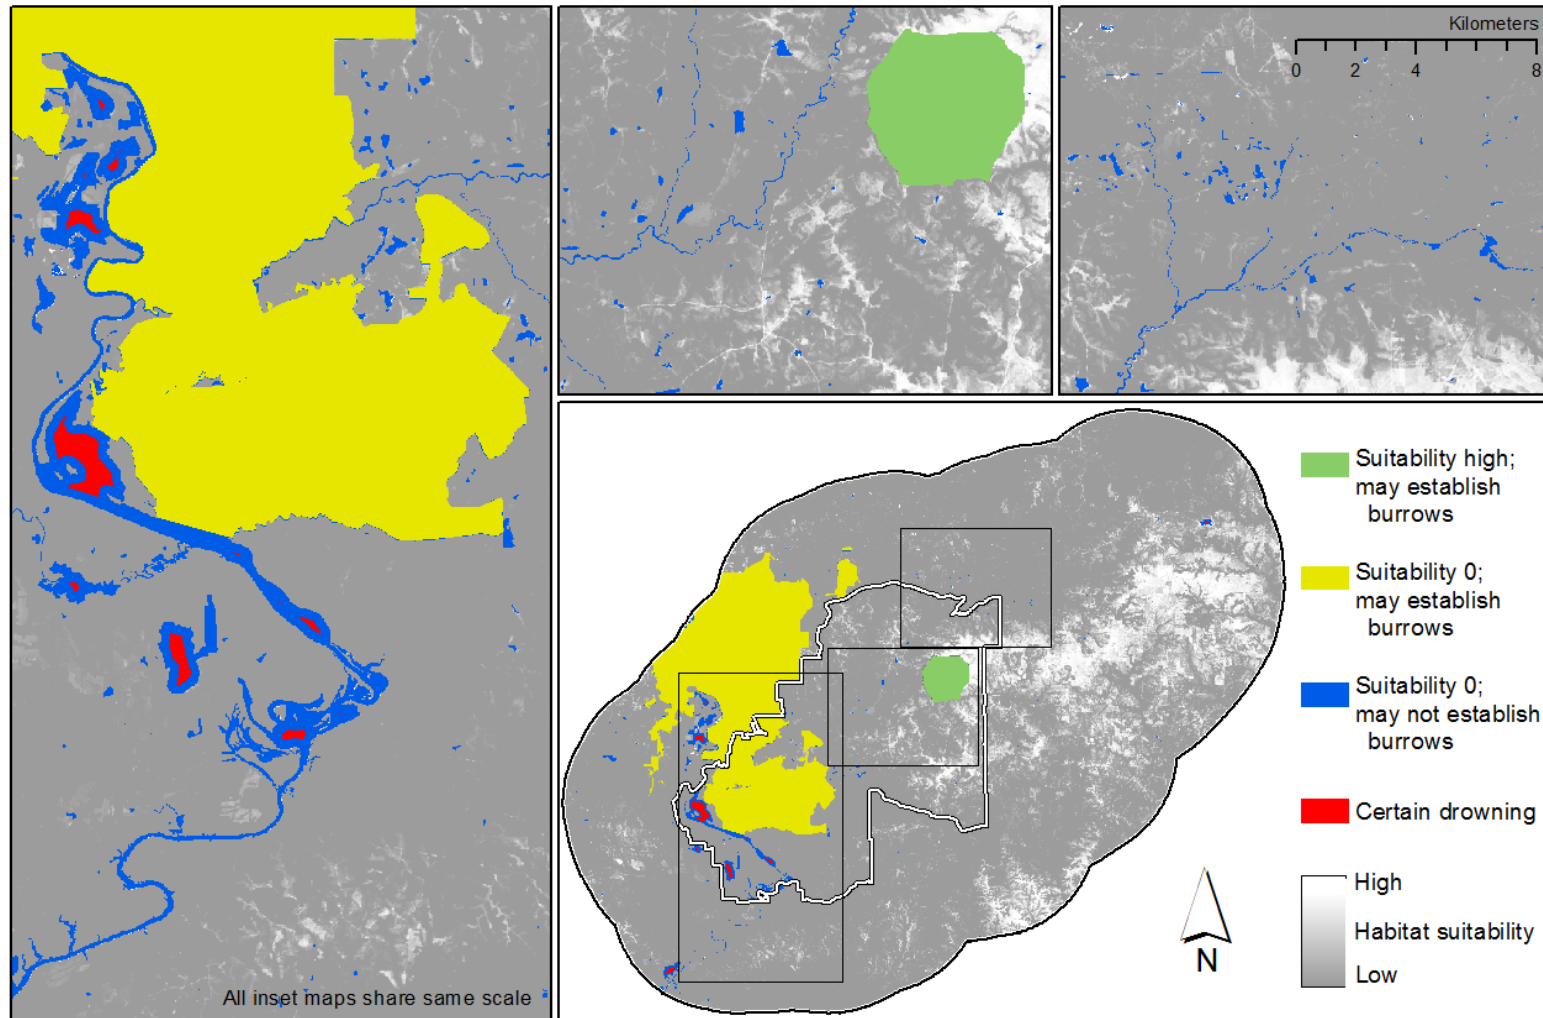 Kilometers
0 2 4 8
All inset maps share same scale
Suitability high;
may establish
burrows
Suitability 0;
may establish
burrows
Suitability 0;
may not establish
burrows
Certain drowning
High
Habitat suitability
Low
N